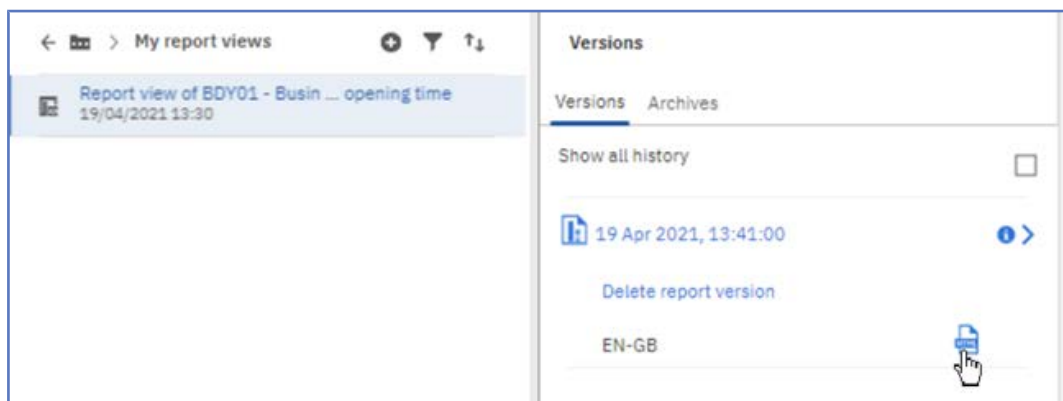 My report views
Report view of BDY01 - Busin ... opening time
19/04/2021 13:30
Versions
Versions Archives
Show all history
19 Apr 2021, 13:41:00
Delete report version
EN-GB
HTML